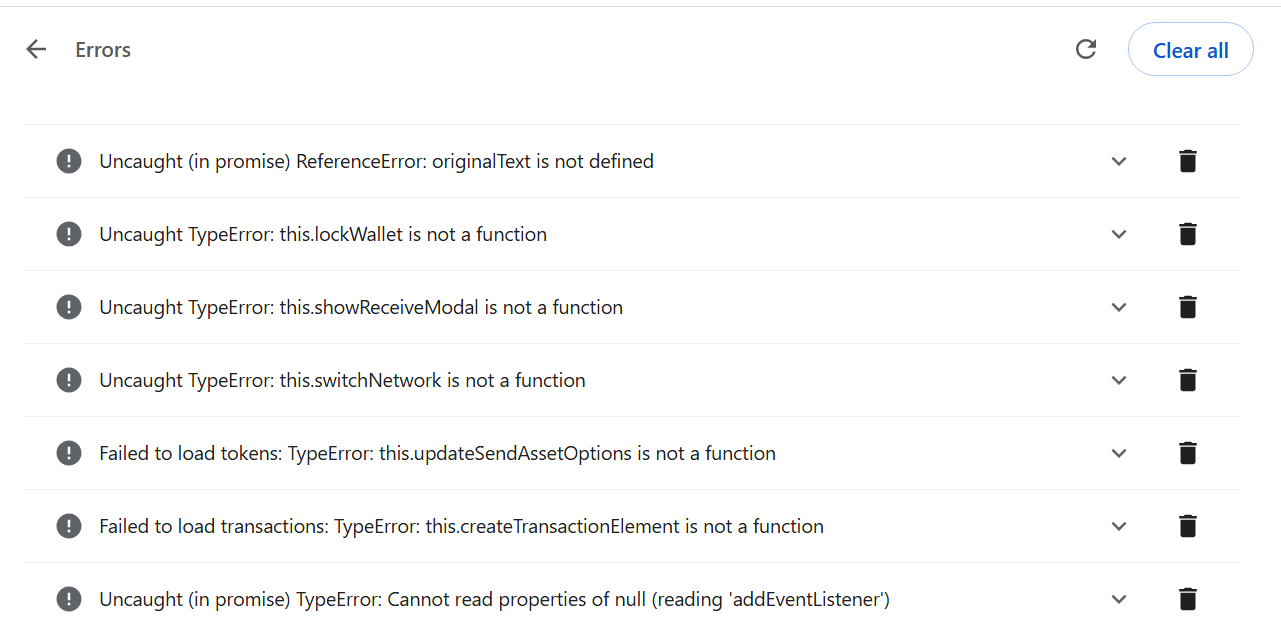 Errors
Clear all
Uncaught (in promise) ReferenceError: originalText is not defined
Uncaught TypeError: this.lockWallet is not a function
Uncaught TypeError: this.showReceiveModal is not a function
Uncaught TypeError: this.switchNetwork is not a function
Failed to load tokens: TypeError: this.updateSendAssetOptions is not a function
Failed to load transactions: TypeError: this.createTransactionElement is not a function
Uncaught (in promise) TypeError: Cannot read properties of null (reading 'addEventListener')